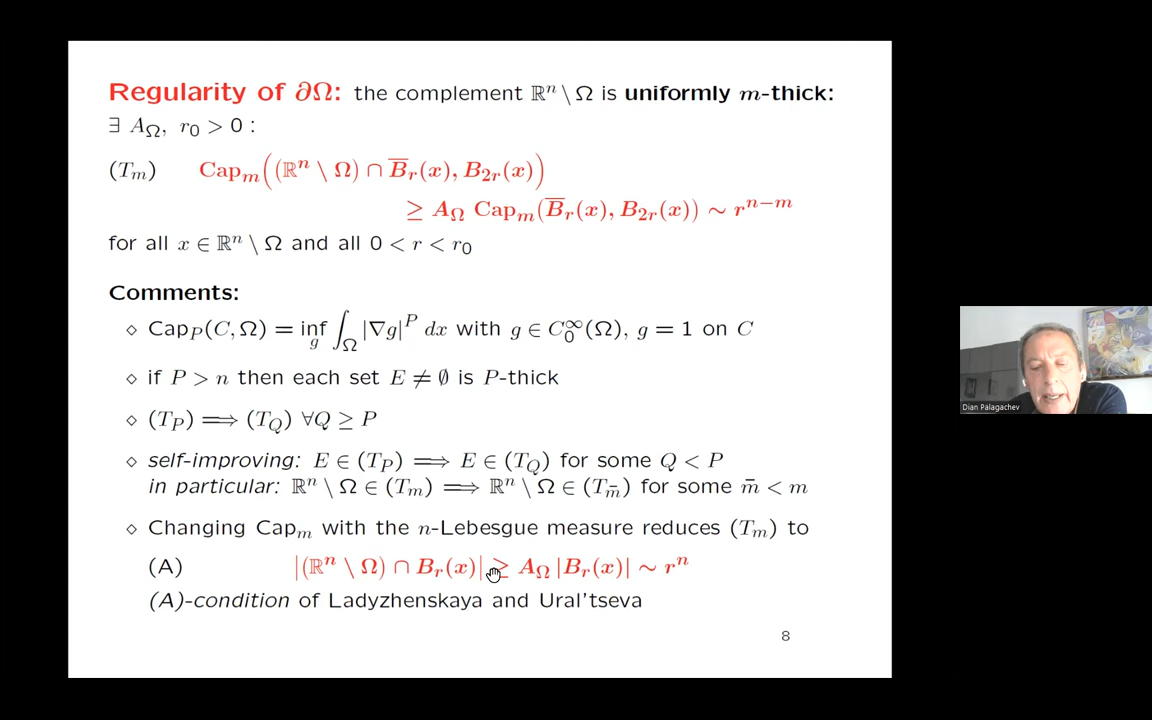 Regularity of ∂Ω: the complement ℝⁿ \ Ω is uniformly m-thick:
∃ A_Ω, r₀ > 0 :
(T_m) Cap_m((ℝⁿ \ Ω) ∩ B̅_r(x), B_{2r}(x))
≥ A_Ω Cap_m(B̅_r(x), B_{2r}(x)) ∼ r^{n−m}
for all x ∈ ℝⁿ \ Ω and all 0 < r < r₀
Comments:
⋄ Cap_P(C, Ω) = inf_g ∫_Ω |∇g|^P dx with g ∈ C₀^∞(Ω), g = 1 on C
⋄ if P > n then each set E ≠ ∅ is P-thick
⋄ (T_P) ⟹ (T_Q) ∀Q ≥ P
⋄ self-improving: E ∈ (T_P) ⟹ E ∈ (T_Q) for some Q < P
in particular: ℝⁿ \ Ω ∈ (T_m) ⟹ ℝⁿ \ Ω ∈ (T_m̄) for some m̄ < m
⋄ Changing Cap_m with the n-Lebesgue measure reduces (T_m) to
(A) |(ℝⁿ \ Ω) ∩ B_r(x)| ≥ A_Ω |B_r(x)| ∼ rⁿ
(A)-condition of Ladyzhenskaya and Ural'tseva
8
Dian Palagachev